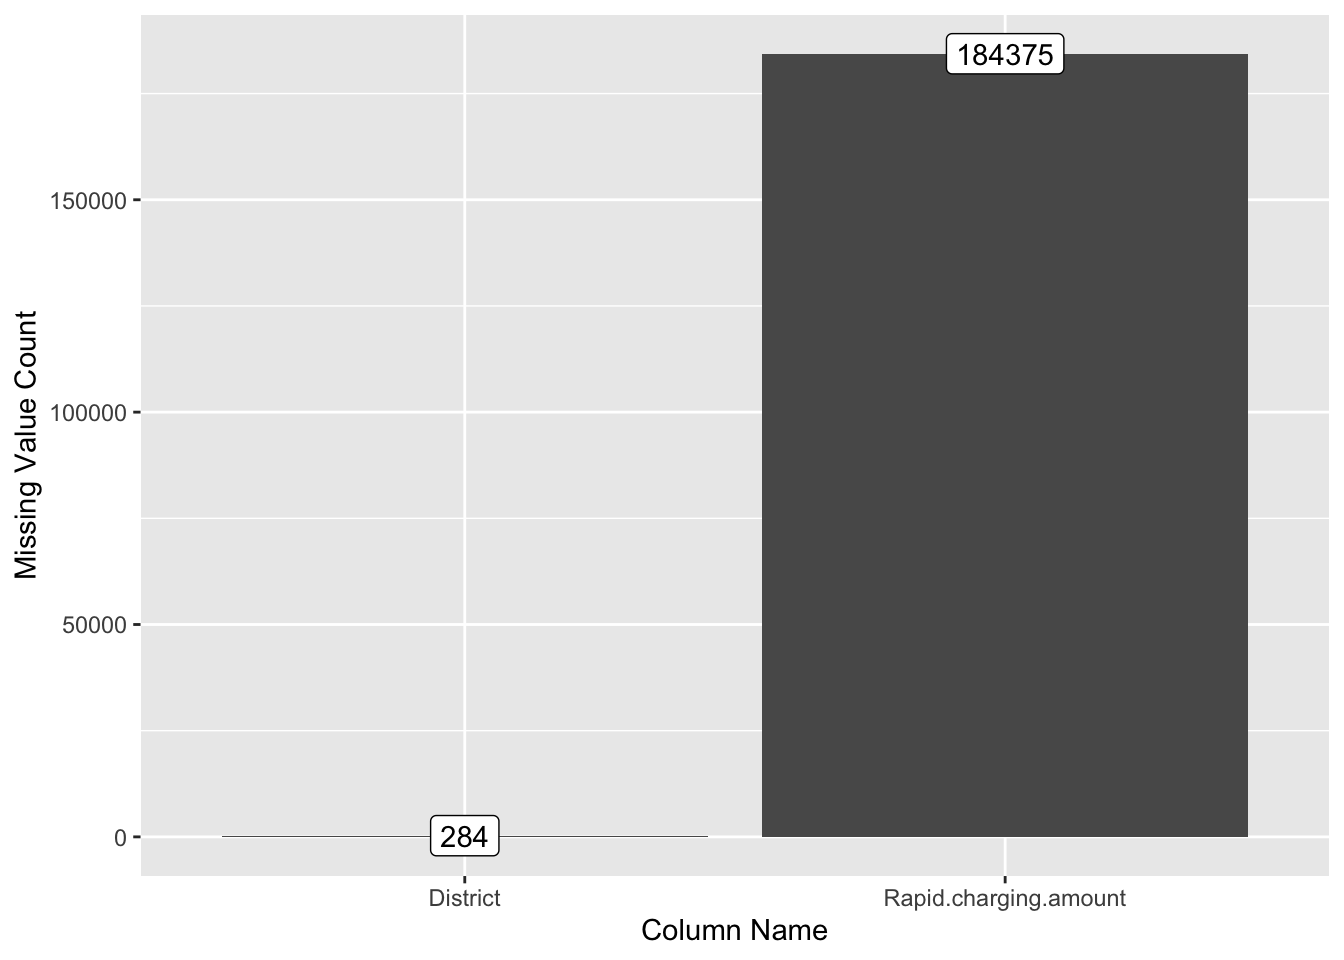 184375
150000
100000
50000
0
284
Missing Value Count
District
Rapid.charging.amount
Column Name